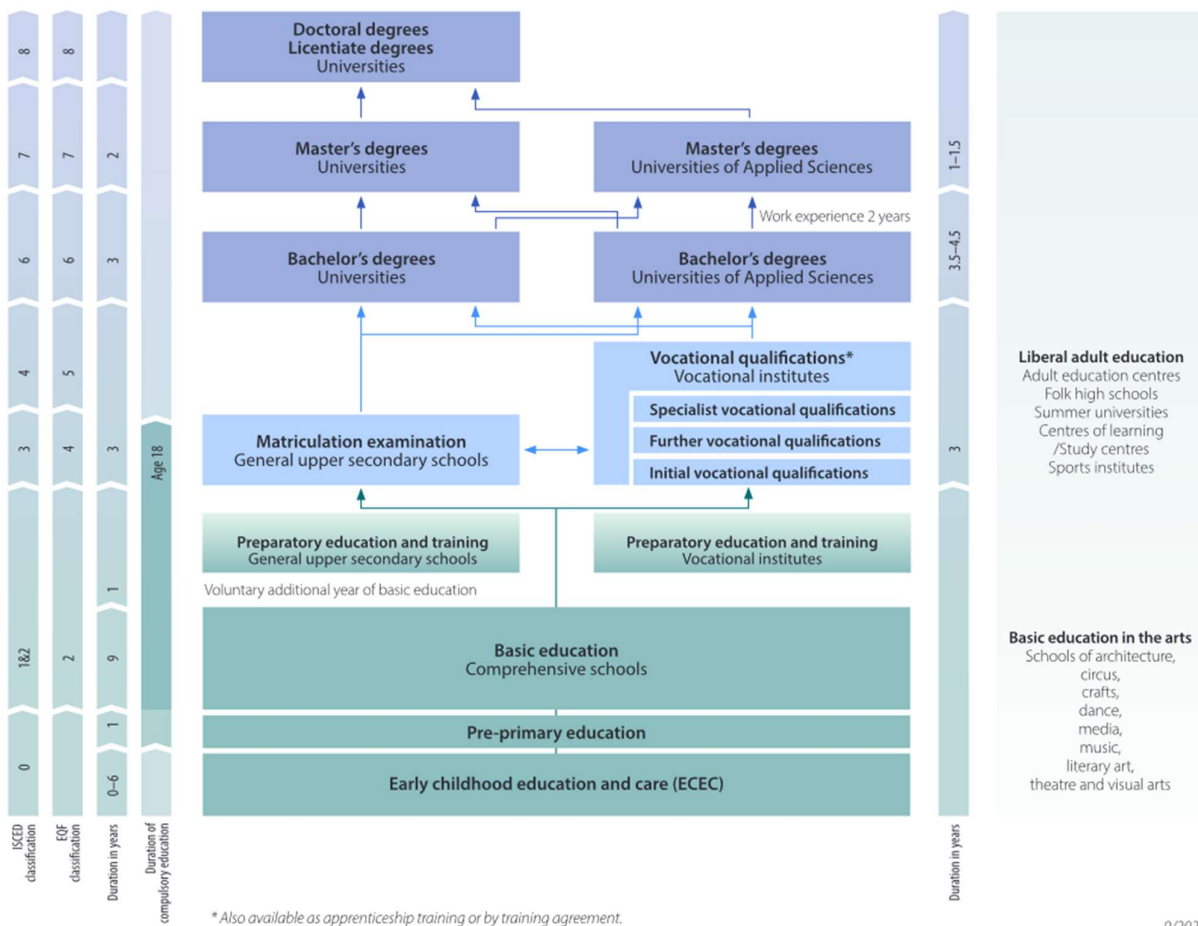 Doctoral degrees
Licentiate degrees
Universities
Master's degrees
Universities
Master's degrees
Universities of Applied Sciences
Work experience 2 years
Bachelor's degrees
Universities
Bachelor's degrees
Universities of Applied Sciences
Vocational qualifications*
Vocational institutes
Specialist vocational qualifications
Further vocational qualifications
Initial vocational qualifications
Matriculation examination
General upper secondary schools
Preparatory education and training
General upper secondary schools
Preparatory education and training
Vocational institutes
Voluntary additional year of basic education
Basic education
Comprehensive schools
Pre-primary education
Early childhood education and care (ECEC)
8
7
6
4
3
1&2
0
ISCED
classification
8
7
6
5
4
2
EQF
classification
2
3
3
1
9
1
0–6
Duration in years
Age 18
Duration of
compulsory education
1–1.5
3.5–4.5
3
Duration in years
Liberal adult education
Adult education centres
Folk high schools
Summer universities
Centres of learning
/Study centres
Sports institutes
Basic education in the arts
Schools of architecture,
circus,
crafts,
dance,
media,
music,
literary art,
theatre and visual arts
* Also available as apprenticeship training or by training agreement.